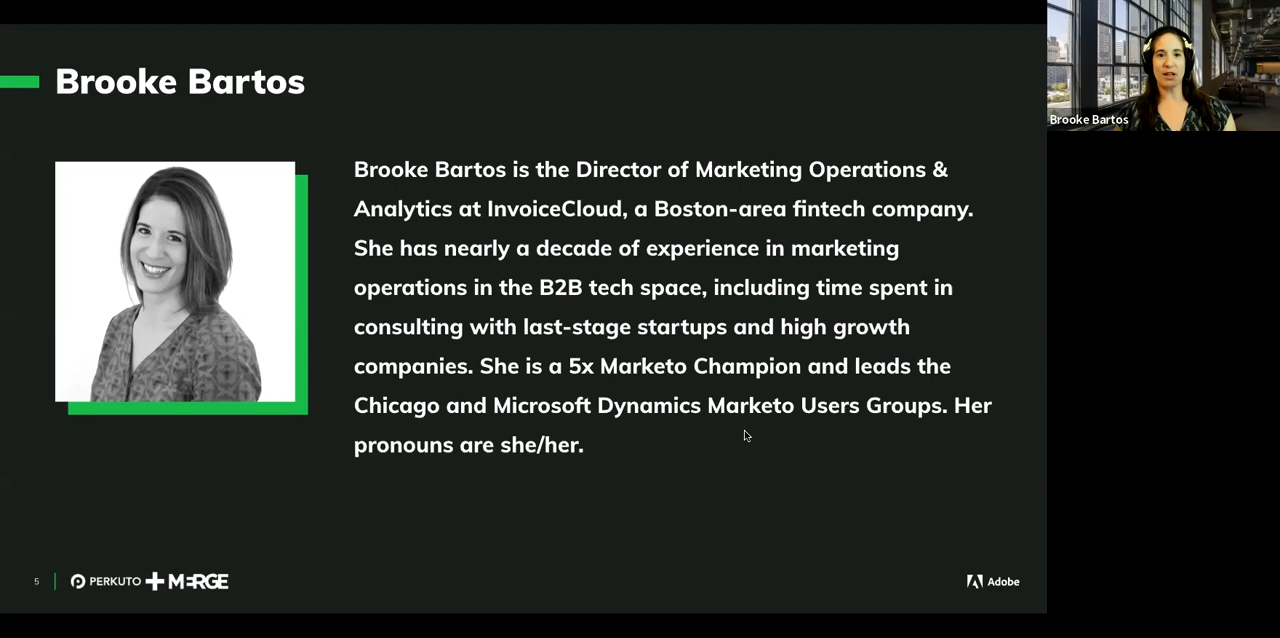 Brooke Bartos
Brooke Bartos is the Director of Marketing Operations &
Analytics at InvoiceCloud, a Boston-area fintech company.
She has nearly a decade of experience in marketing
operations in the B2B tech space, including time spent in
consulting with last-stage startups and high growth
companies. She is a 5x Marketo Champion and leads the
Chicago and Microsoft Dynamics Marketo Users Groups. Her
pronouns are she/her.
5
PERKUTO + MERGE
Adobe
Brooke Bartos